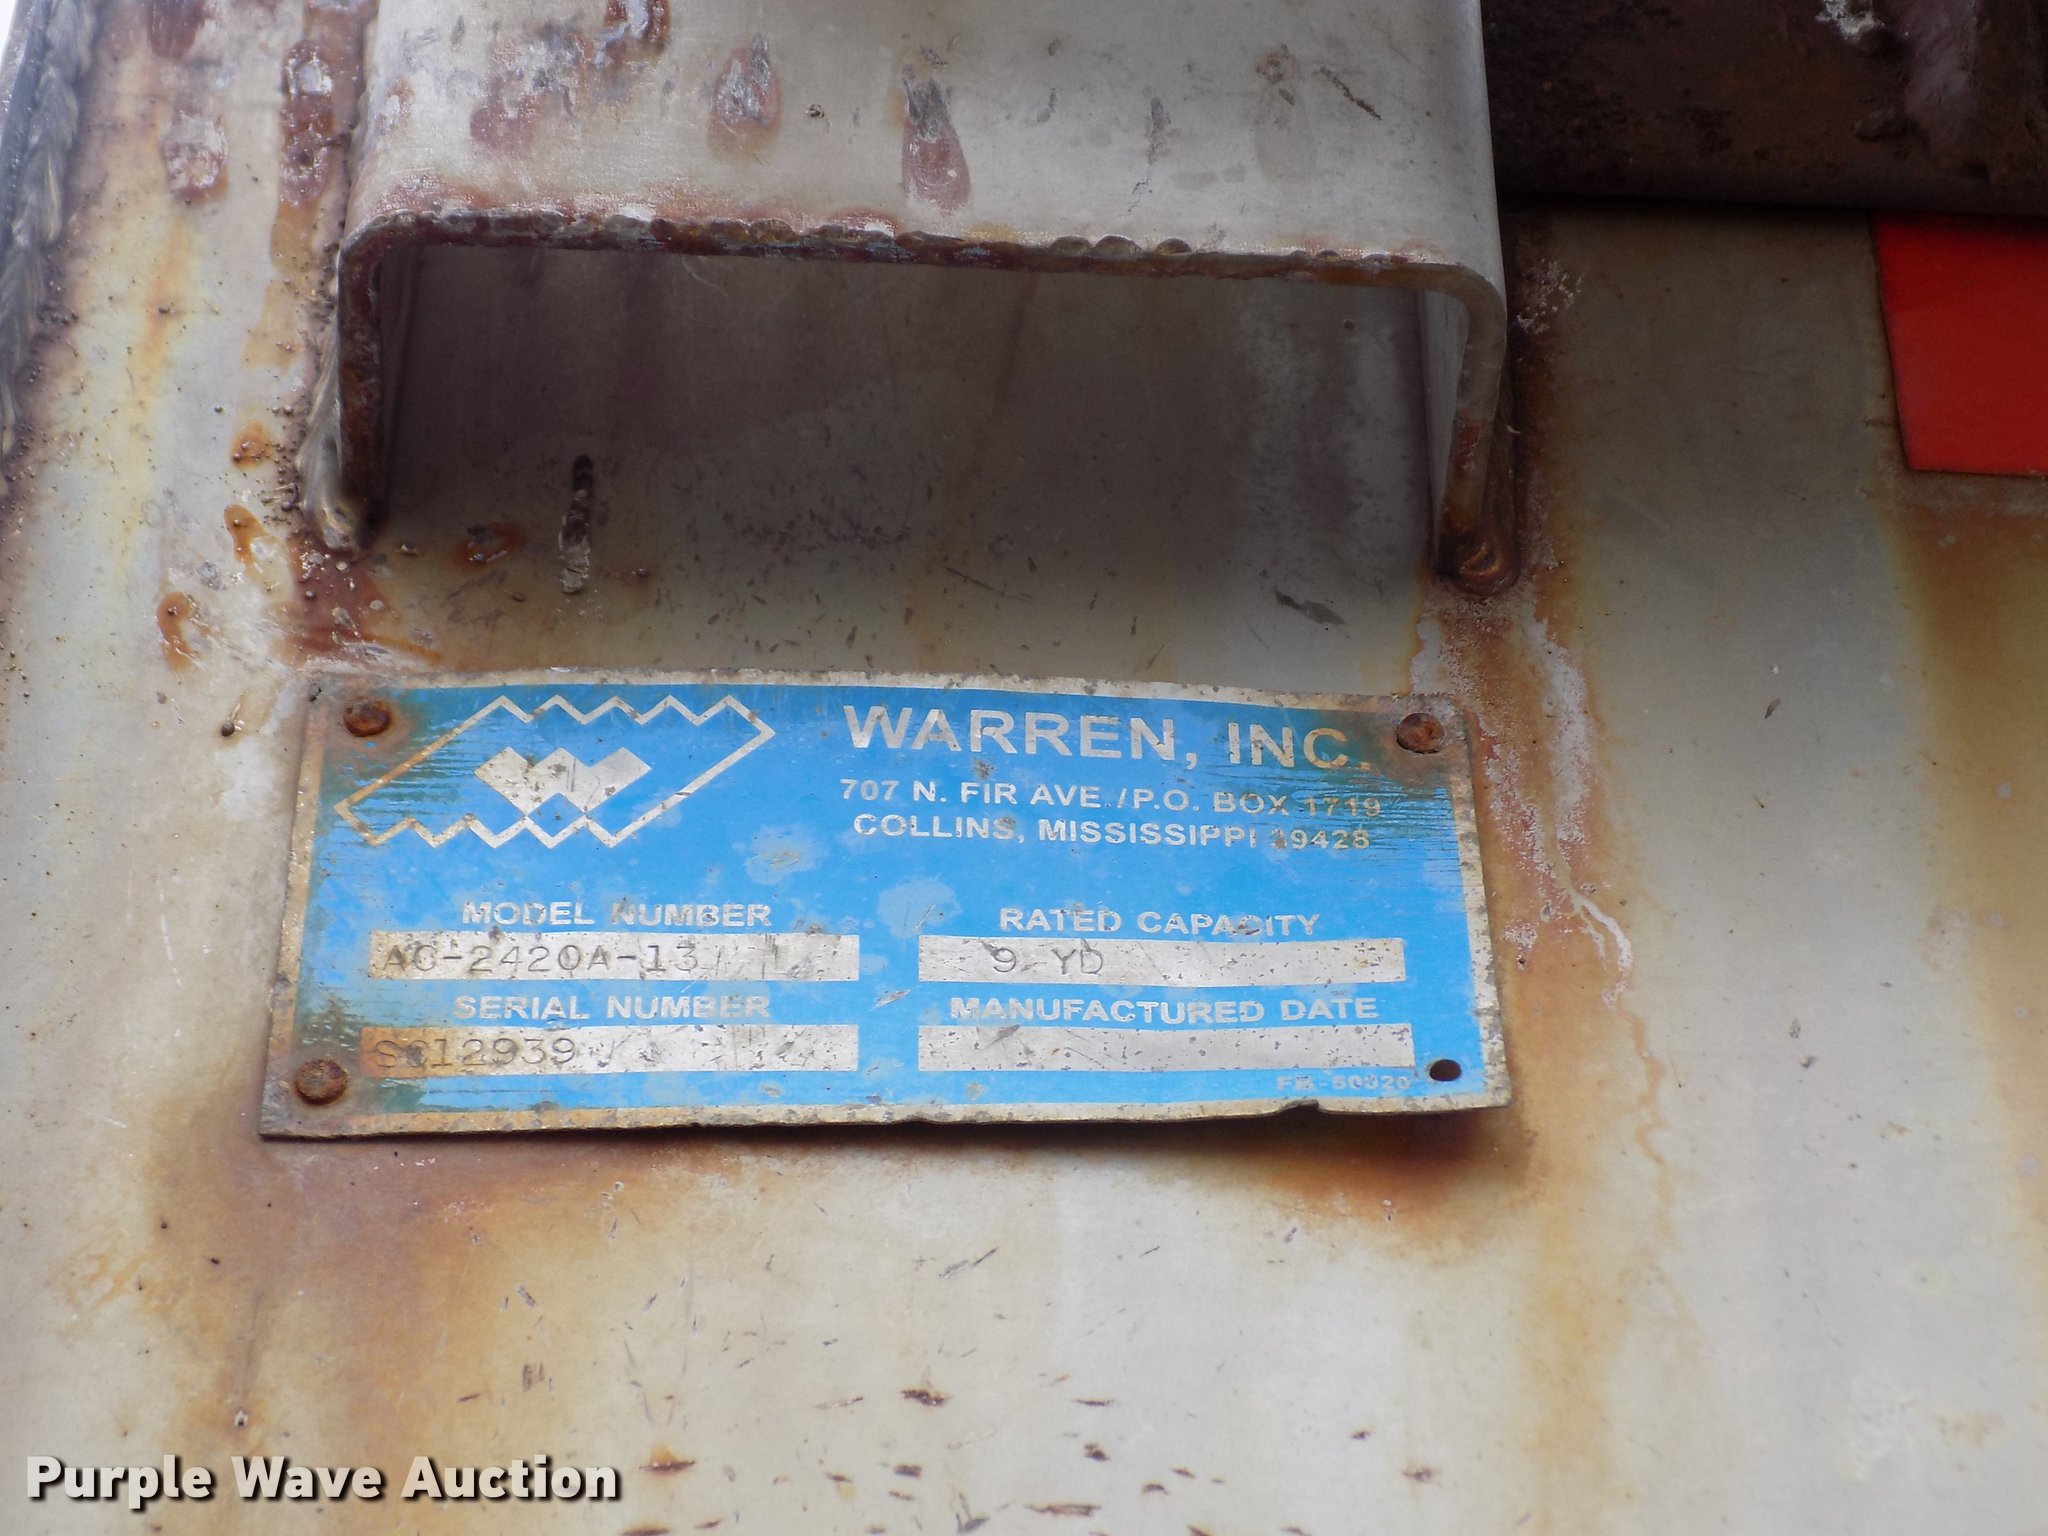 WARREN, INC.
707 N. FIR AVE./P.O. BOX 1719
COLLINS, MISSISSIPPI 39428
MODEL NUMBER
RATED CAPACITY
AC-2420A-13
9 YD
SERIAL NUMBER
MANUFACTURED DATE
SC12939
Purple Wave Auction